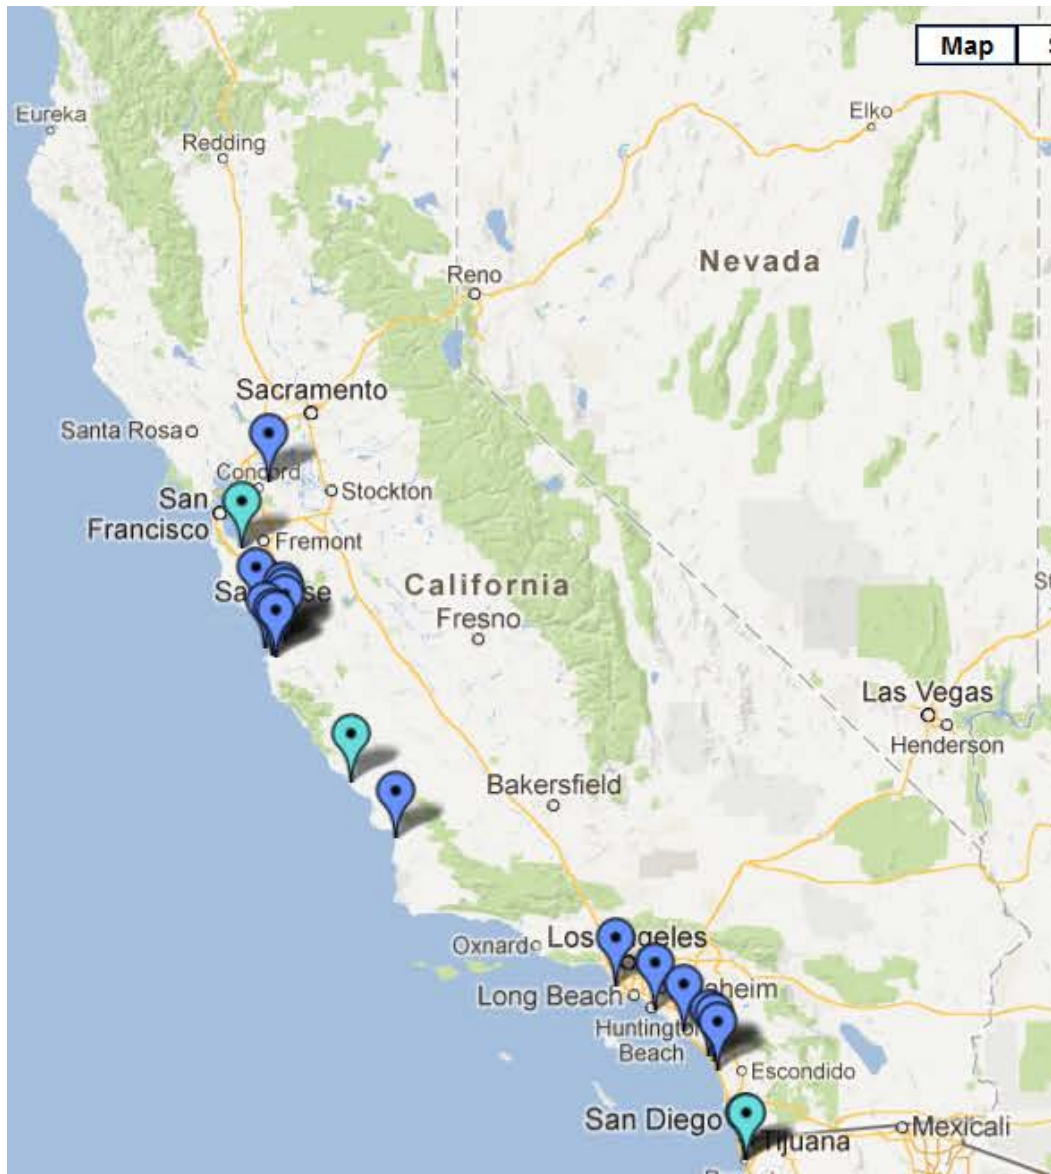 Map
Eureka
Redding
Elko
Nevada
Reno
Sacramento
Santa Rosa
Concord
San
Francisco
Stockton
Fremont
California
Fresno
Las Vegas
Henderson
Bakersfield
Oxnard
Long Beach
Huntington
Beach
Escondido
San Diego
Tijuana
Mexicali